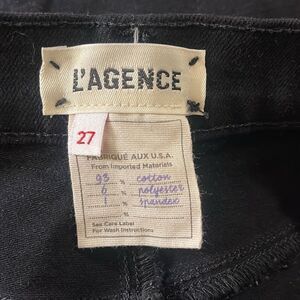 L'AGENCE
27
FABRIQUÉ AUX U.S.A.
From Imported Materials
93 % cotton
6 % polyester
1 % spandex
%
See Care Label
For Wash Instructions